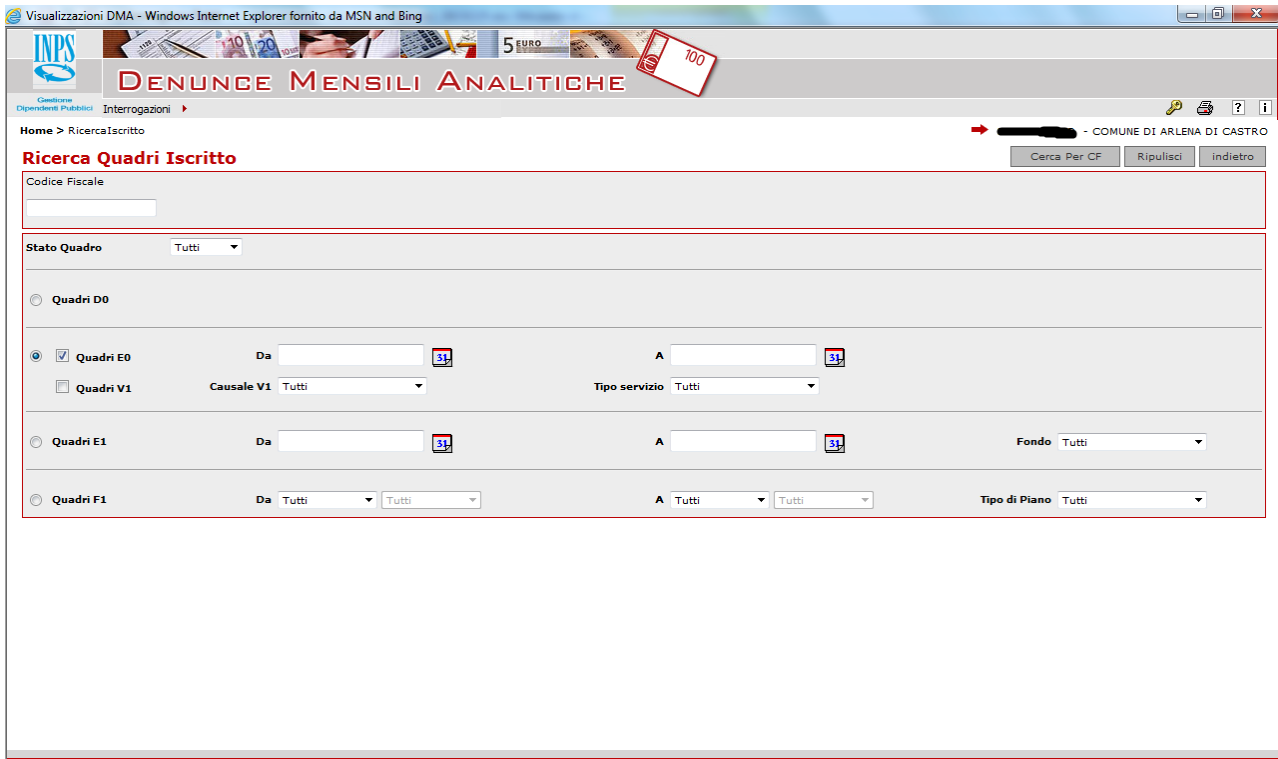 Visualizzazioni DMA - Windows Internet Explorer fornito da MSN and Bing
INPS
Gestione
Dipendenti Pubblici
1 10 20
5 EURO
100
DENUNCE MENSILI ANALITICHE
Interrogazioni
? i
Home > RicercaIscritto
- COMUNE DI ARLENA DI CASTRO
Ricerca Quadri Iscritto
Cerca Per CF Ripulisci indietro
Codice Fiscale
Stato Quadro Tutti
Quadri D0
Quadri E0 Da 31 A 31
Quadri V1 Causale V1 Tutti Tipo servizio Tutti
Quadri E1 Da 31 A 31 Fondo Tutti
Quadri F1 Da Tutti Tutti A Tutti Tutti Tipo di Piano Tutti